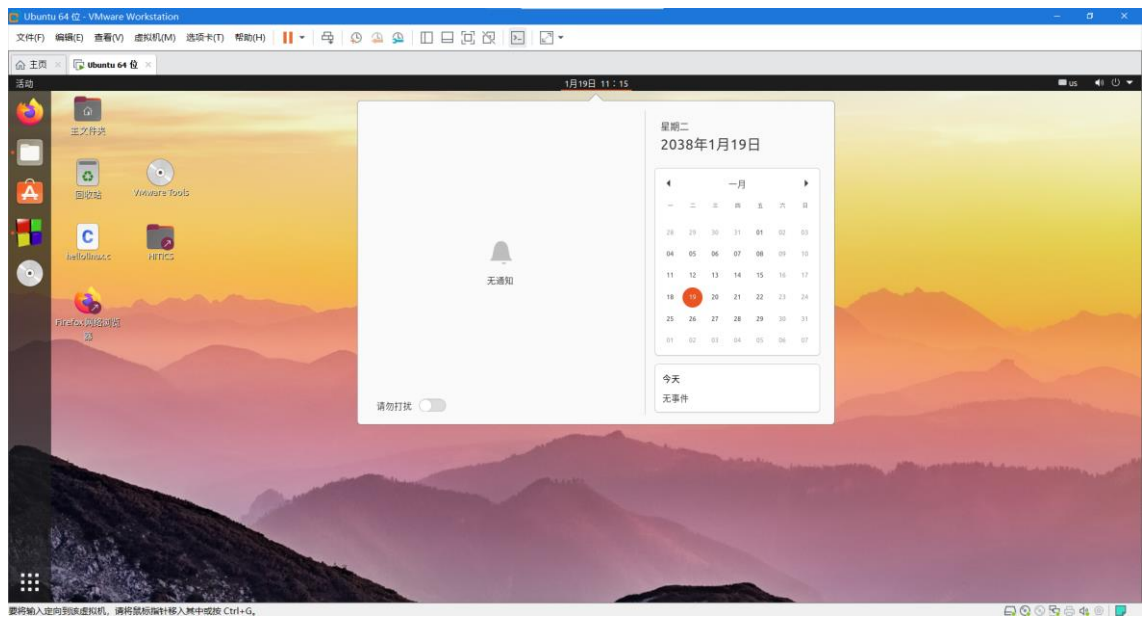 Ubuntu 64 位 - VMware Workstation
文件(F) 编辑(E) 查看(V) 虚拟机(M) 选项卡(T) 帮助(H)
主页 Ubuntu 64 位
活动 1月19日 11：15 us
主文件夹
回收站 VMware Tools
hellolinux.c HITICS
Firefox 网络浏览
器
无通知
请勿打扰
星期二
2038年1月19日
一月
一 二 三 四 五 六 日
28 29 30 31 01 02 03
04 05 06 07 08 09 10
11 12 13 14 15 16 17
18 19 20 21 22 23 24
25 26 27 28 29 30 31
01 02 03 04 05 06 07
今天
无事件
要将输入定向到该虚拟机，请将鼠标指针移入其中或按 Ctrl+G。